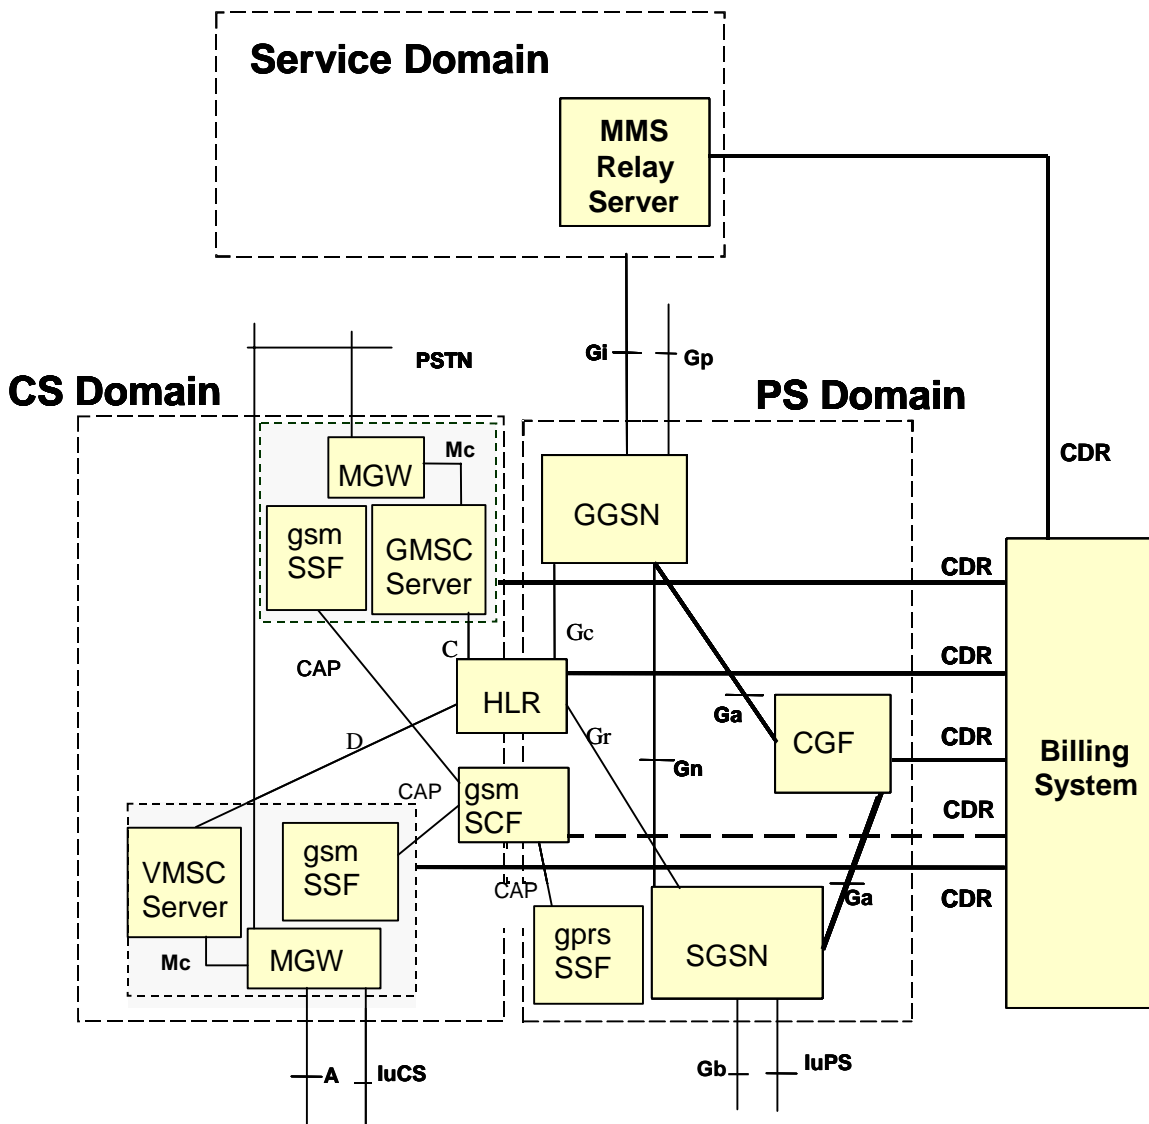 Service Domain
MMS
Relay
Server
Gi
Gp
PSTN
CS Domain
PS Domain
CDR
Mc
MGW
gsm
SSF
GMSC
Server
GGSN
CDR
C
Gc
CAP
CDR
HLR
Ga
CGF
D
Gr
Gn
CDR
Billing
System
CAP
gsm
SCF
CDR
VMSC
Server
gsm
SSF
CAP
Ga
CDR
gprs
SSF
SGSN
Mc
MGW
A
IuCS
Gb
IuPS